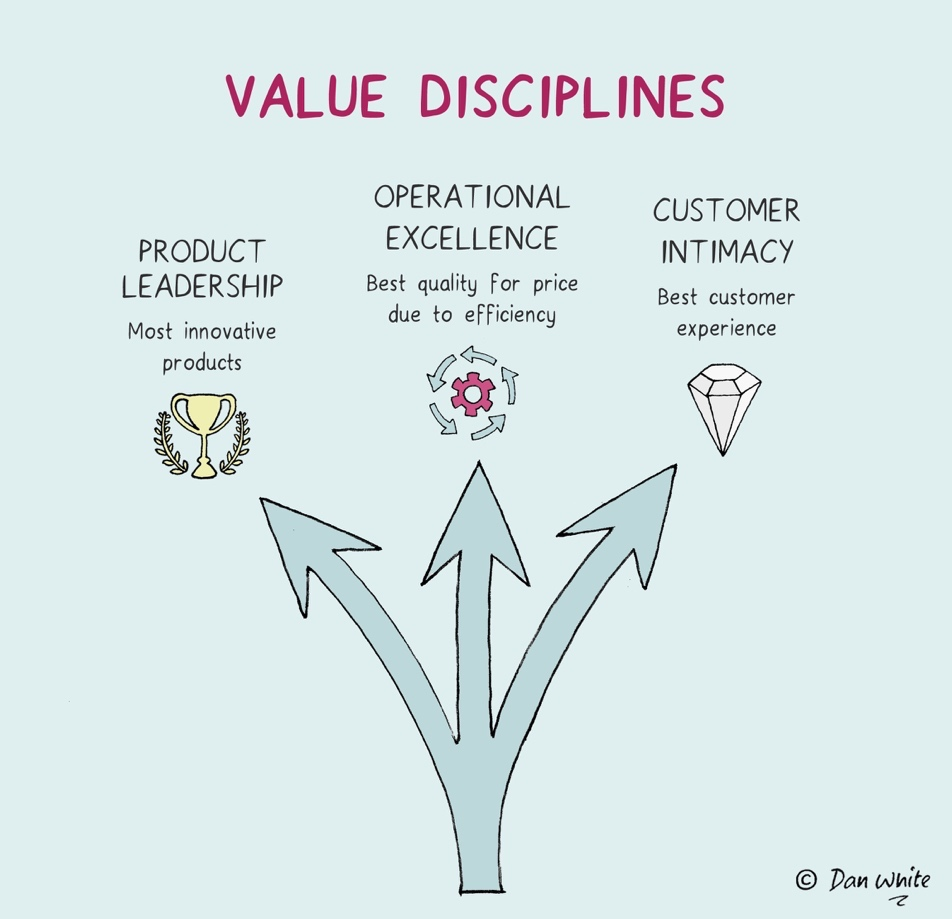 VALUE DISCIPLINES
PRODUCT
LEADERSHIP
Most innovative
products
OPERATIONAL
EXCELLENCE
Best quality for price
due to efficiency
CUSTOMER
INTIMACY
Best customer
experience
© Dan White